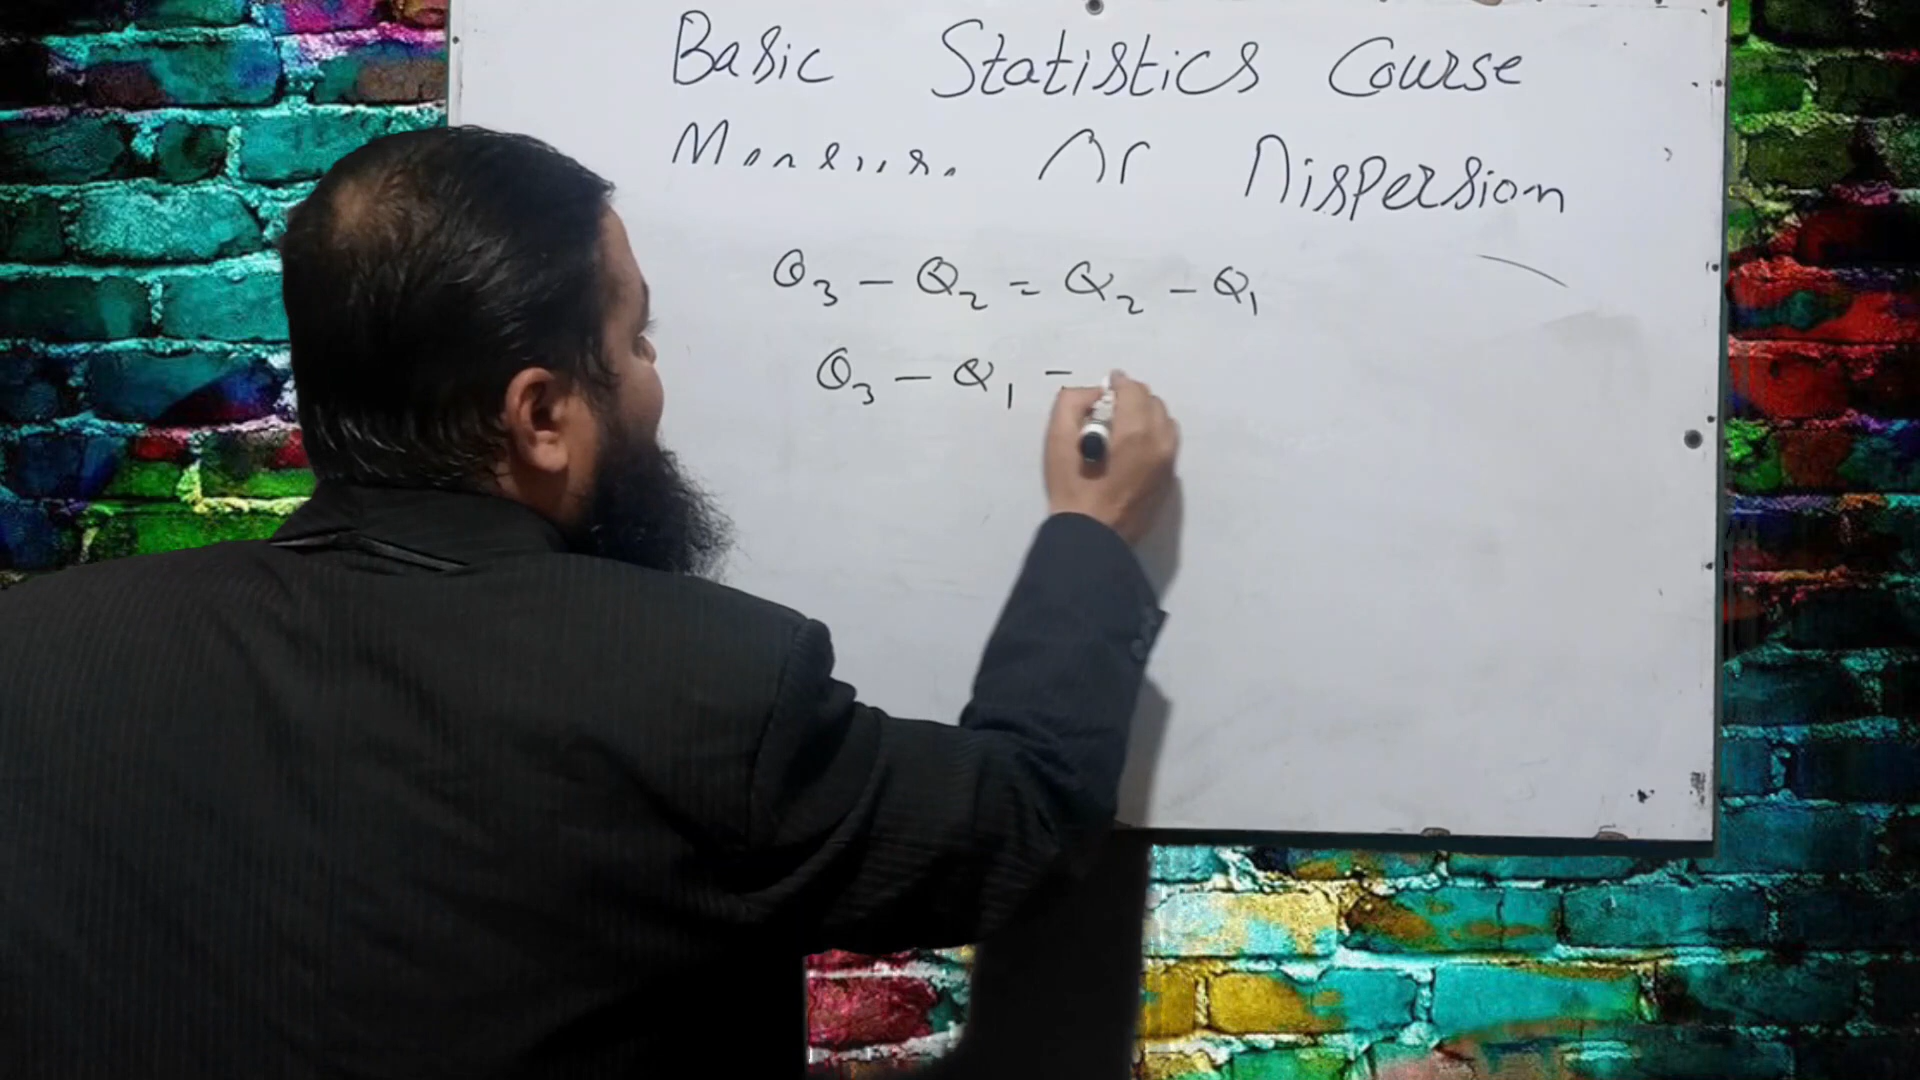 Basic Statistics Course
Dispersion
Q3 - Q2 = Q2 - Q1
Q3 - Q1 =